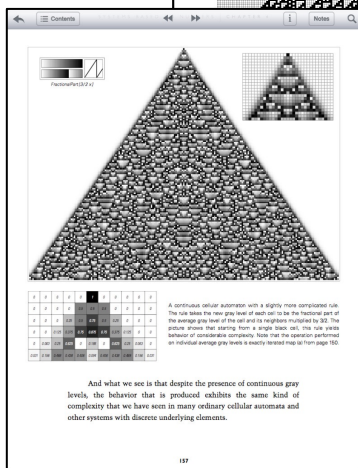 Contents
i
Notes
FractionalPart[3/2 x]
A continuous cellular automaton with a slightly more complicated rule.
The rule takes the new gray level of each cell to be the fractional part of
the average gray level of the cell and its neighbors multiplied by 3/2. The
picture shows that starting from a single black cell, this rule yields
behavior of considerable complexity. Note that the operation performed
on individual average gray levels is exactly iterated map (a) from page 150.
And what we see is that despite the presence of continuous gray
levels, the behavior that is produced exhibits the same kind of
complexity that we have seen in many ordinary cellular automata and
other systems with discrete underlying elements.
157